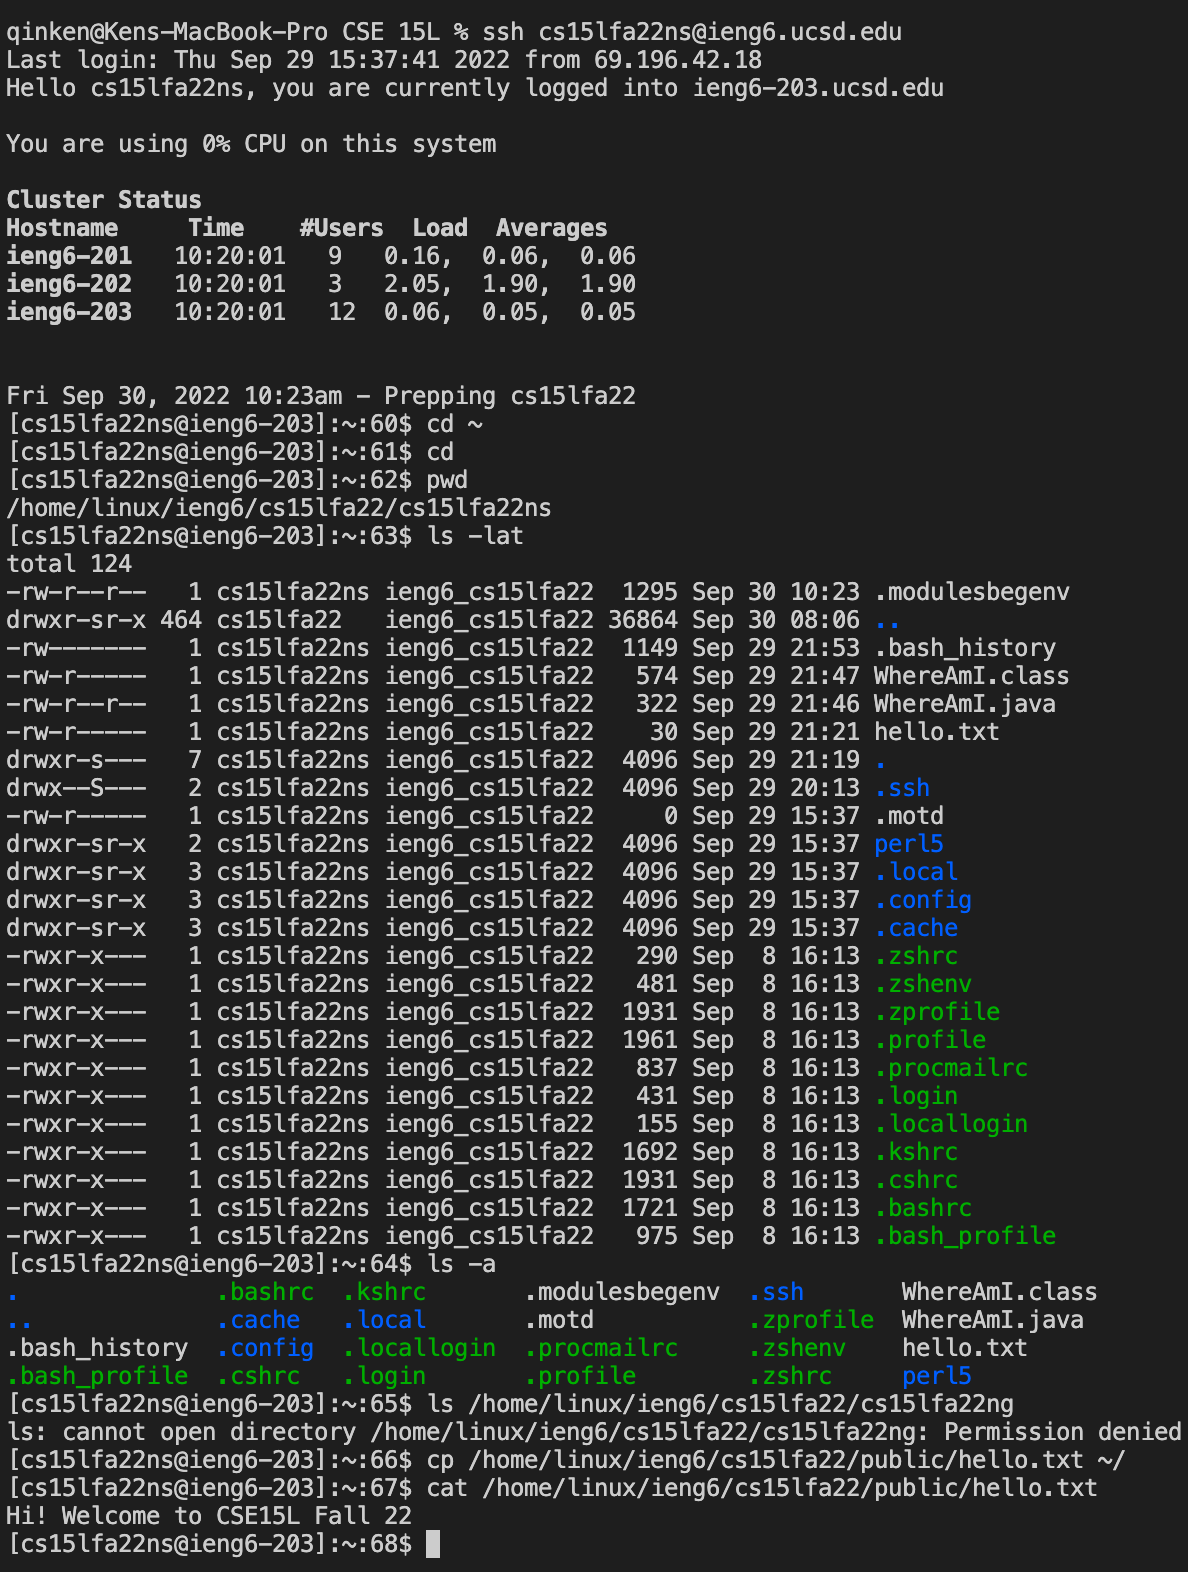 qinken@Kens-MacBook-Pro CSE 15L % ssh cs15lfa22ns@ieng6.ucsd.edu
Last login: Thu Sep 29 15:37:41 2022 from 69.196.42.18
Hello cs15lfa22ns, you are currently logged into ieng6-203.ucsd.edu

You are using 0% CPU on this system

Cluster Status
Hostname     Time    #Users  Load  Averages
ieng6-201   10:20:01   9   0.16,  0.06,  0.06
ieng6-202   10:20:01   3   2.05,  1.90,  1.90
ieng6-203   10:20:01   12  0.06,  0.05,  0.05


Fri Sep 30, 2022 10:23am - Prepping cs15lfa22
[cs15lfa22ns@ieng6-203]:~:60$ cd ~
[cs15lfa22ns@ieng6-203]:~:61$ cd
[cs15lfa22ns@ieng6-203]:~:62$ pwd
/home/linux/ieng6/cs15lfa22/cs15lfa22ns
[cs15lfa22ns@ieng6-203]:~:63$ ls -lat
total 124
-rw-r--r--   1 cs15lfa22ns ieng6_cs15lfa22  1295 Sep 30 10:23 .modulesbegenv
drwxr-sr-x 464 cs15lfa22   ieng6_cs15lfa22 36864 Sep 30 08:06 ..
-rw-------   1 cs15lfa22ns ieng6_cs15lfa22  1149 Sep 29 21:53 .bash_history
-rw-r-----   1 cs15lfa22ns ieng6_cs15lfa22   574 Sep 29 21:47 WhereAmI.class
-rw-r--r--   1 cs15lfa22ns ieng6_cs15lfa22   322 Sep 29 21:46 WhereAmI.java
-rw-r-----   1 cs15lfa22ns ieng6_cs15lfa22    30 Sep 29 21:21 hello.txt
drwxr-s---   7 cs15lfa22ns ieng6_cs15lfa22  4096 Sep 29 21:19 .
drwx--S---   2 cs15lfa22ns ieng6_cs15lfa22  4096 Sep 29 20:13 .ssh
-rw-r-----   1 cs15lfa22ns ieng6_cs15lfa22     0 Sep 29 15:37 .motd
drwxr-sr-x   2 cs15lfa22ns ieng6_cs15lfa22  4096 Sep 29 15:37 perl5
drwxr-sr-x   3 cs15lfa22ns ieng6_cs15lfa22  4096 Sep 29 15:37 .local
drwxr-sr-x   3 cs15lfa22ns ieng6_cs15lfa22  4096 Sep 29 15:37 .config
drwxr-sr-x   3 cs15lfa22ns ieng6_cs15lfa22  4096 Sep 29 15:37 .cache
-rwxr-x---   1 cs15lfa22ns ieng6_cs15lfa22   290 Sep  8 16:13 .zshrc
-rwxr-x---   1 cs15lfa22ns ieng6_cs15lfa22   481 Sep  8 16:13 .zshenv
-rwxr-x---   1 cs15lfa22ns ieng6_cs15lfa22  1931 Sep  8 16:13 .zprofile
-rwxr-x---   1 cs15lfa22ns ieng6_cs15lfa22  1961 Sep  8 16:13 .profile
-rwxr-x---   1 cs15lfa22ns ieng6_cs15lfa22   837 Sep  8 16:13 .procmailrc
-rwxr-x---   1 cs15lfa22ns ieng6_cs15lfa22   431 Sep  8 16:13 .login
-rwxr-x---   1 cs15lfa22ns ieng6_cs15lfa22   155 Sep  8 16:13 .locallogin
-rwxr-x---   1 cs15lfa22ns ieng6_cs15lfa22  1692 Sep  8 16:13 .kshrc
-rwxr-x---   1 cs15lfa22ns ieng6_cs15lfa22  1931 Sep  8 16:13 .cshrc
-rwxr-x---   1 cs15lfa22ns ieng6_cs15lfa22  1721 Sep  8 16:13 .bashrc
-rwxr-x---   1 cs15lfa22ns ieng6_cs15lfa22   975 Sep  8 16:13 .bash_profile
[cs15lfa22ns@ieng6-203]:~:64$ ls -a
.              .bashrc  .kshrc       .modulesbegenv  .ssh       WhereAmI.class
..             .cache   .local       .motd           .zprofile  WhereAmI.java
.bash_history  .config  .locallogin  .procmailrc     .zshenv    hello.txt
.bash_profile  .cshrc   .login       .profile        .zshrc     perl5
[cs15lfa22ns@ieng6-203]:~:65$ ls /home/linux/ieng6/cs15lfa22/cs15lfa22ng
ls: cannot open directory /home/linux/ieng6/cs15lfa22/cs15lfa22ng: Permission denied
[cs15lfa22ns@ieng6-203]:~:66$ cp /home/linux/ieng6/cs15lfa22/public/hello.txt ~/
[cs15lfa22ns@ieng6-203]:~:67$ cat /home/linux/ieng6/cs15lfa22/public/hello.txt
Hi! Welcome to CSE15L Fall 22
[cs15lfa22ns@ieng6-203]:~:68$